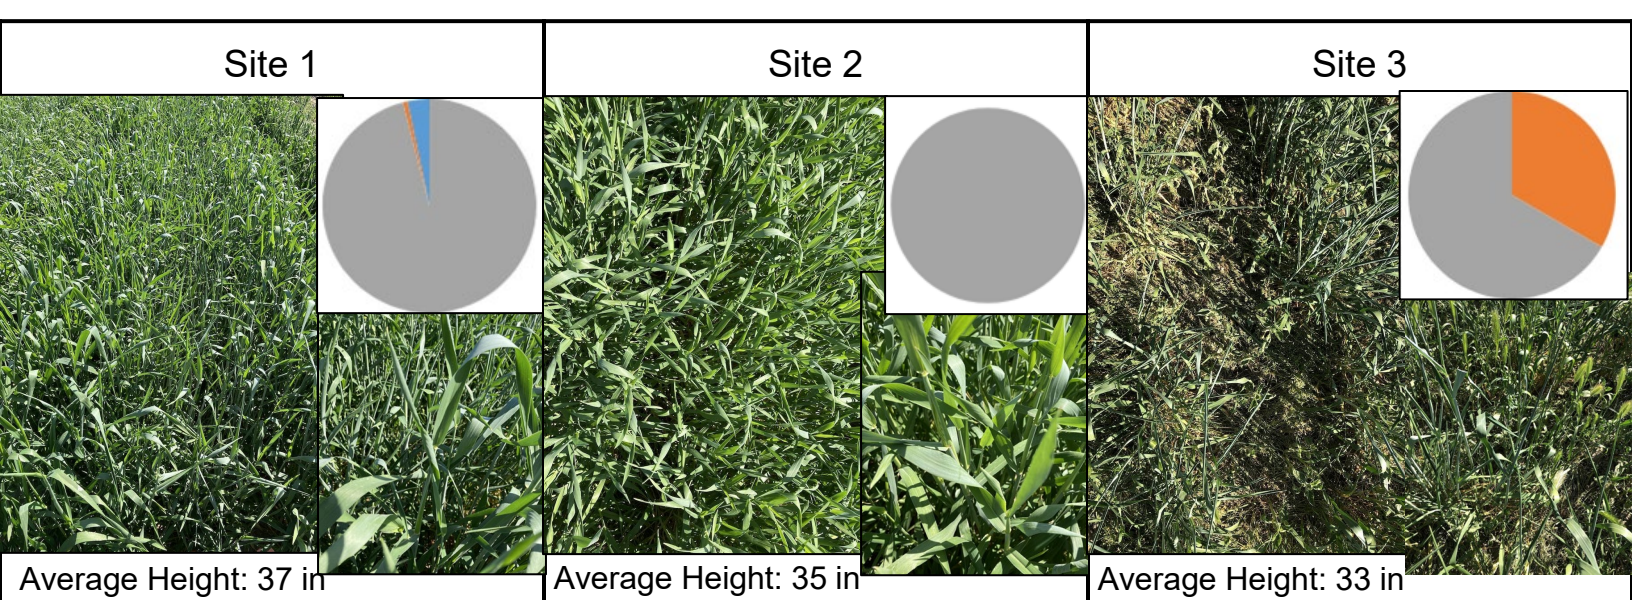 Site 1
Site 2
Site 3
Average Height: 37 in
Average Height: 35 in
Average Height: 33 in